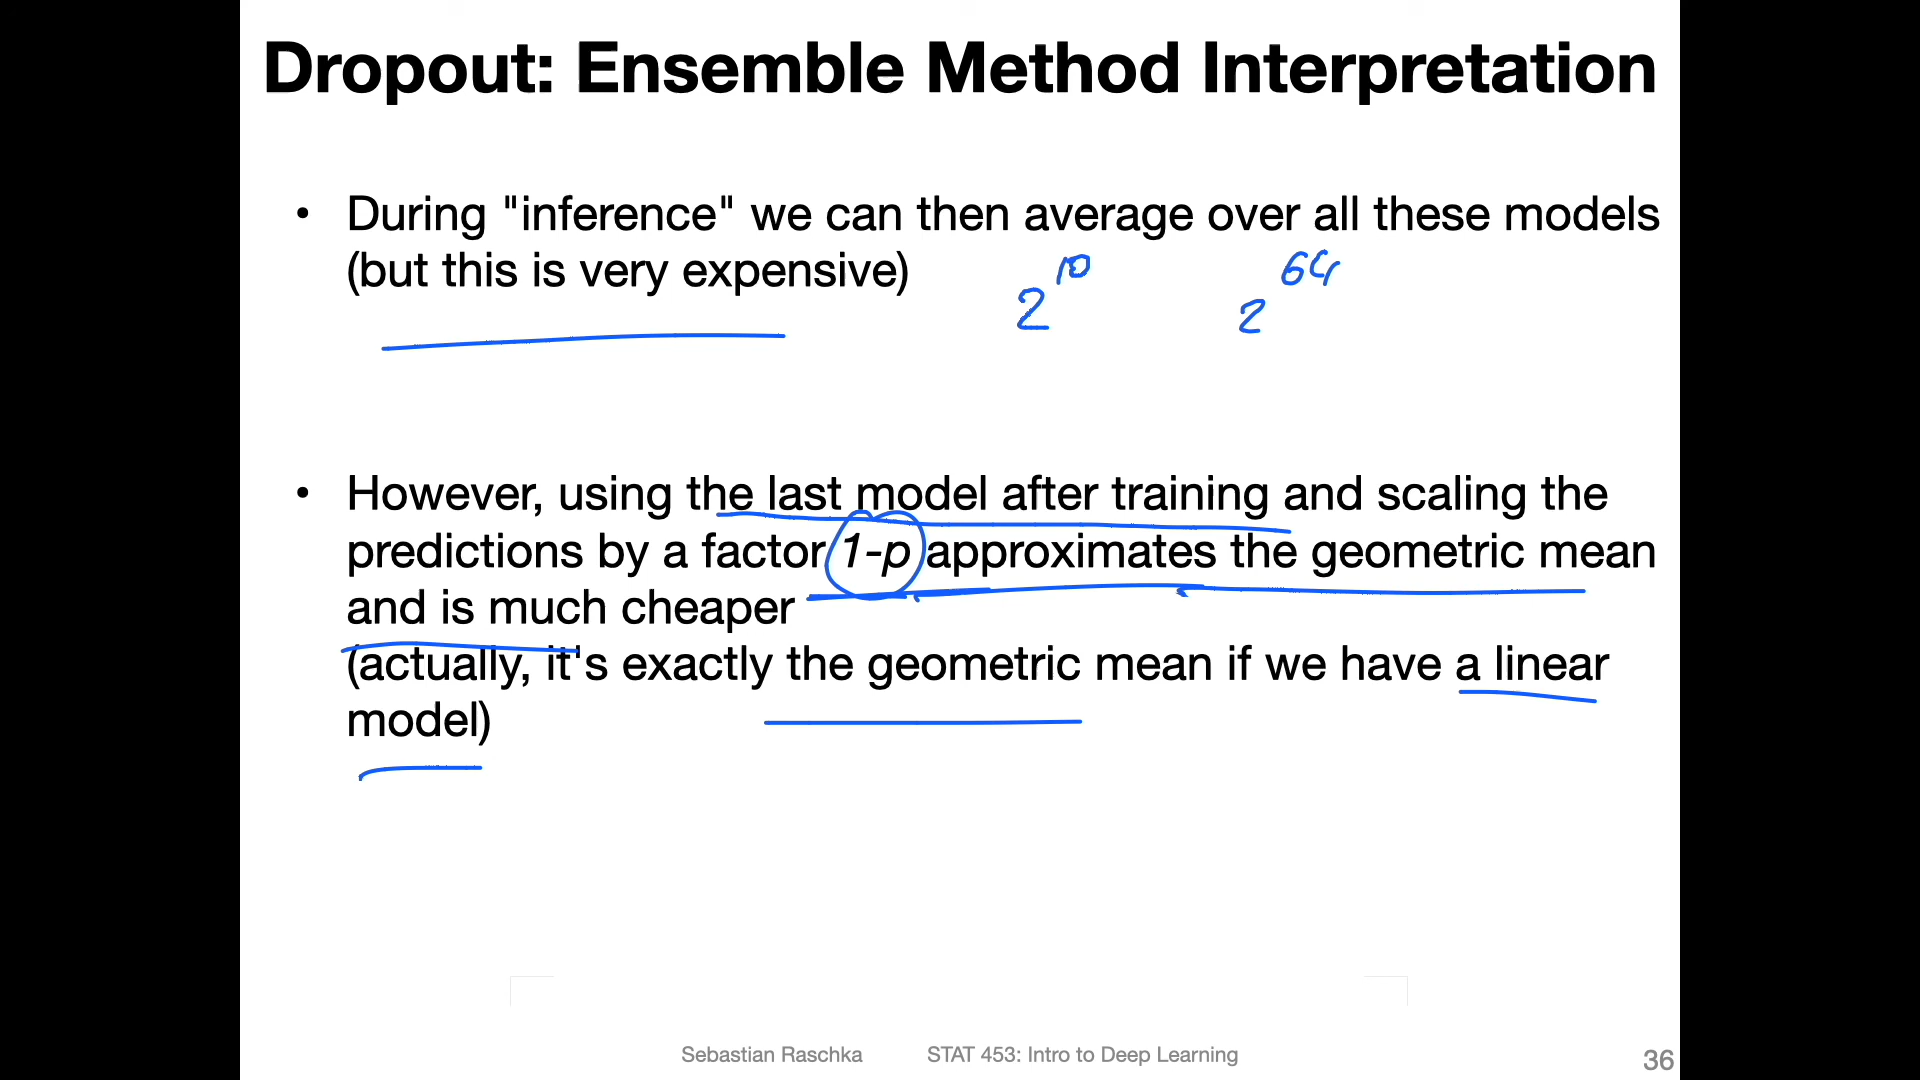 Dropout: Ensemble Method Interpretation
• During "inference" we can then average over all these models
(but this is very expensive)
2^10 2^64
• However, using the last model after training and scaling the
predictions by a factor 1-p approximates the geometric mean
and is much cheaper
(actually, it's exactly the geometric mean if we have a linear
model)
Sebastian Raschka STAT 453: Intro to Deep Learning 36